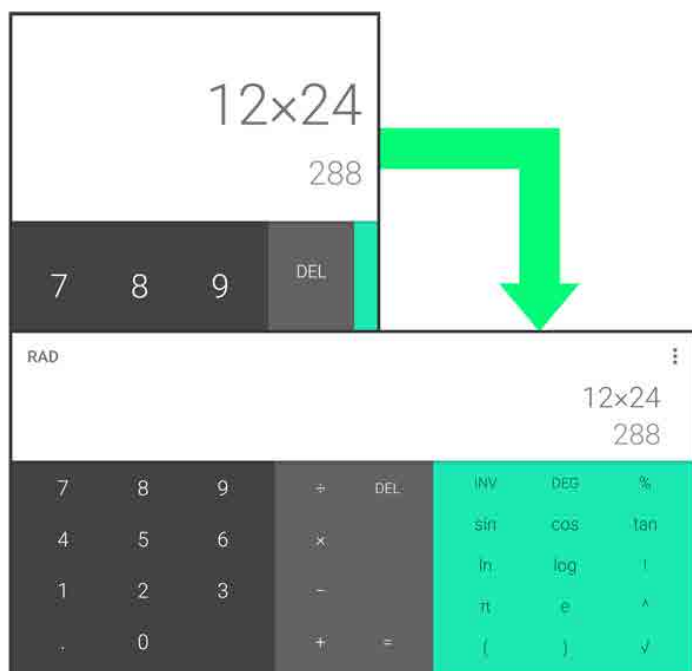 12×24
288
7 8 9 DEL
RAD
12×24
288
7 8 9 ÷ DEL INV DEG %
4 5 6 × sin cos tan
1 2 3 − ln log !
. 0 + = π e ^
( ) √